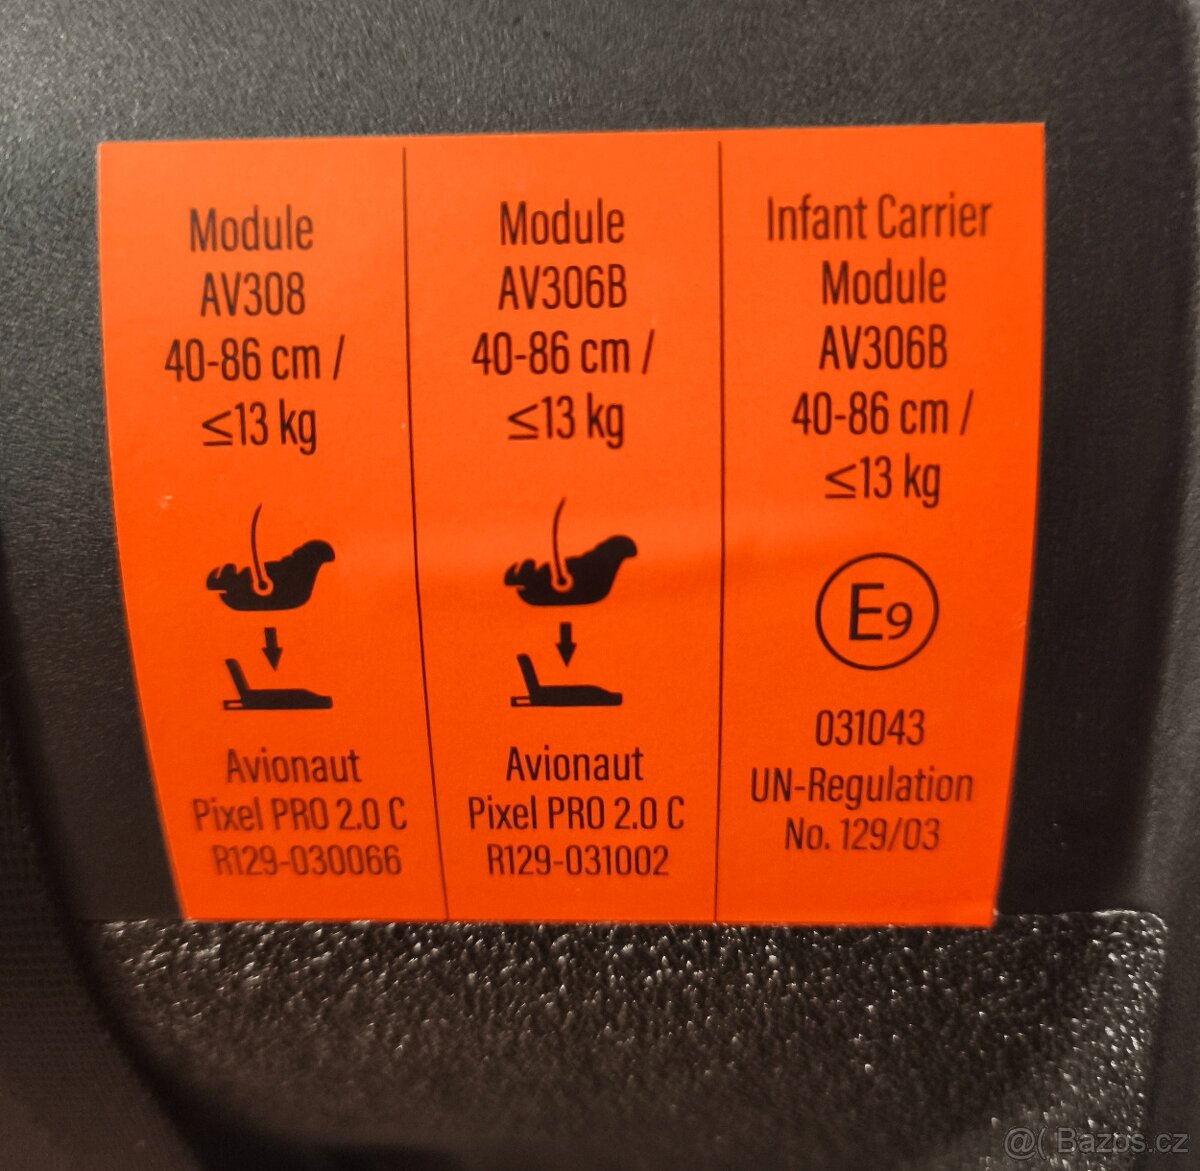 Module
AV308
40-86 cm /
≤13 kg
Avionaut
Pixel PRO 2.0 C
R129-030066
Module
AV306B
40-86 cm /
≤13 kg
Avionaut
Pixel PRO 2.0 C
R129-031002
Infant Carrier
Module
AV306B
40-86 cm /
≤13 kg
E9
031043
UN-Regulation
No. 129/03
@( Bazos.cz